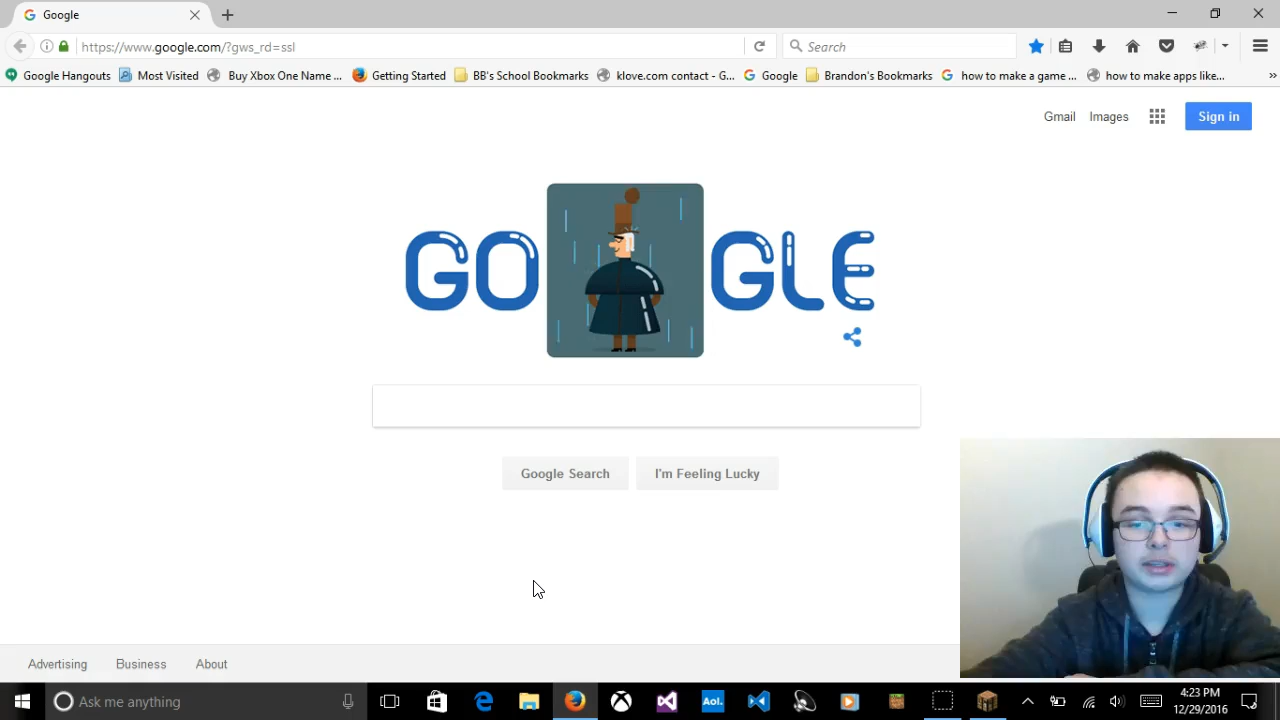 Google
https://www.google.com/?gws_rd=ssl
Search
Google Hangouts
Most Visited
Buy Xbox One Name ...
Getting Started
BB's School Bookmarks
klove.com contact - G...
Google
Brandon's Bookmarks
how to make a game ...
how to make apps like...
Gmail
Images
Sign in
GO GLE
Google Search
I'm Feeling Lucky
Advertising
Business
About
Ask me anything
Aol.
4:23 PM
12/29/2016